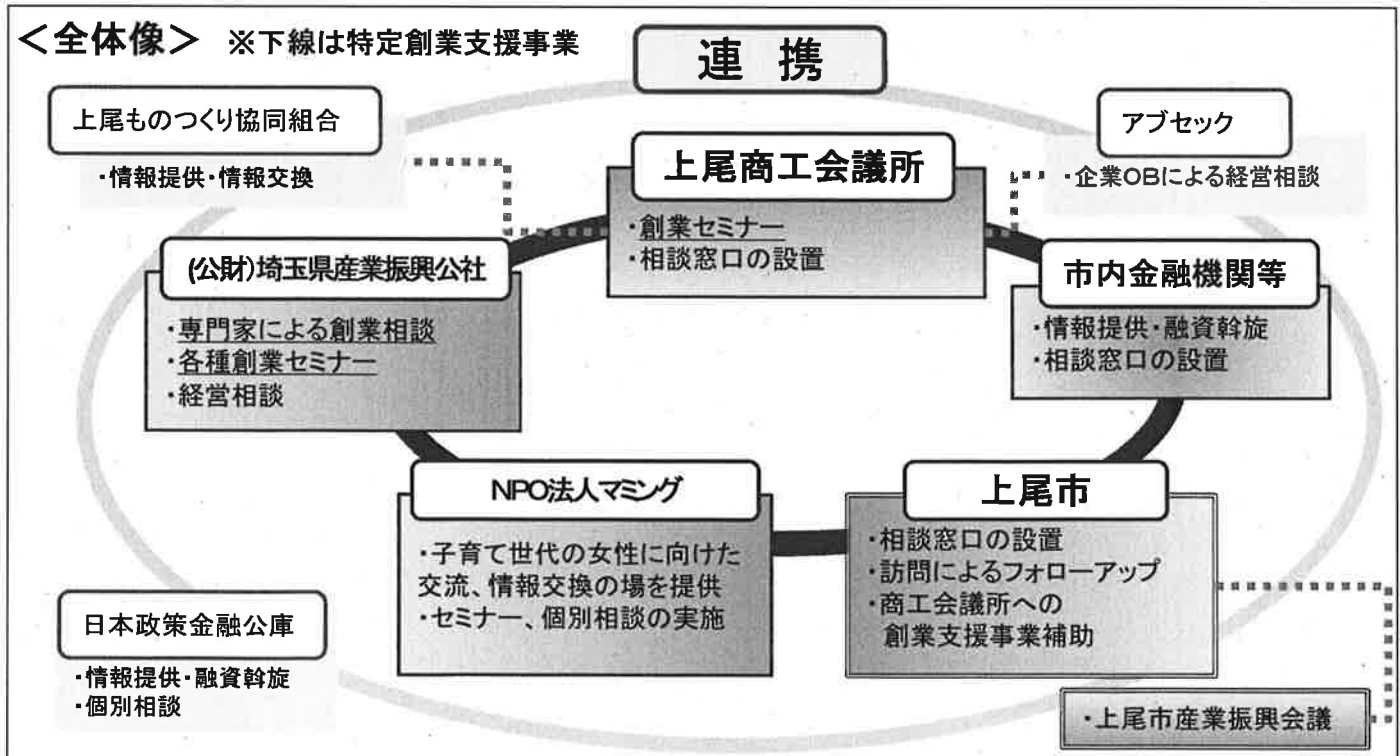 ＜全体像＞ ※下線は特定創業支援事業
連 携
上尾ものつくり協同組合
・情報提供・情報交換
アブセック
・企業OBによる経営相談
上尾商工会議所
・創業セミナー
・相談窓口の設置
(公財)埼玉県産業振興公社
・専門家による創業相談
・各種創業セミナー
・経営相談
市内金融機関等
・情報提供・融資斡旋
・相談窓口の設置
NPO法人マミング
・子育て世代の女性に向けた
交流、情報交換の場を提供
・セミナー、個別相談の実施
上尾市
・相談窓口の設置
・訪問によるフォローアップ
・商工会議所への
創業支援事業補助
日本政策金融公庫
・情報提供・融資斡旋
・個別相談
・上尾市産業振興会議